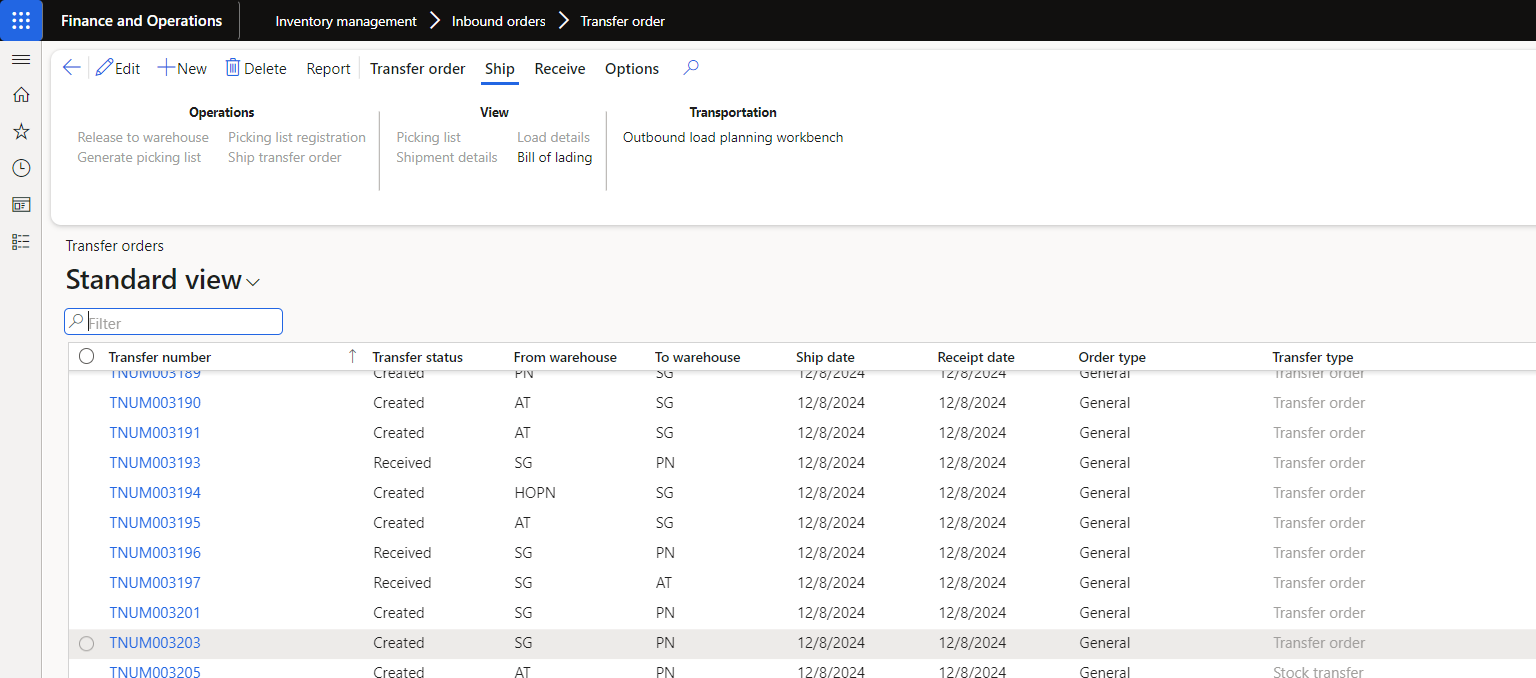 Finance and Operations
Inventory management > Inbound orders > Transfer order
Edit New Delete Report Transfer order Ship Receive Options
Operations View Transportation
Release to warehouse Picking list registration Picking list Load details Outbound load planning workbench
Generate picking list Ship transfer order Shipment details Bill of lading
Transfer orders
Standard view
Filter
Transfer number Transfer status From warehouse To warehouse Ship date Receipt date Order type Transfer type
TNUM003189 Created PN SG 12/8/2024 12/8/2024 General Transfer order
TNUM003190 Created AT SG 12/8/2024 12/8/2024 General Transfer order
TNUM003191 Created AT SG 12/8/2024 12/8/2024 General Transfer order
TNUM003193 Received SG PN 12/8/2024 12/8/2024 General Transfer order
TNUM003194 Created HOPN SG 12/8/2024 12/8/2024 General Transfer order
TNUM003195 Created AT SG 12/8/2024 12/8/2024 General Transfer order
TNUM003196 Received SG PN 12/8/2024 12/8/2024 General Transfer order
TNUM003197 Received SG AT 12/8/2024 12/8/2024 General Transfer order
TNUM003201 Created SG PN 12/8/2024 12/8/2024 General Transfer order
TNUM003203 Created SG PN 12/8/2024 12/8/2024 General Transfer order
TNUM003205 Created AT PN 12/8/2024 12/8/2024 General Stock transfer